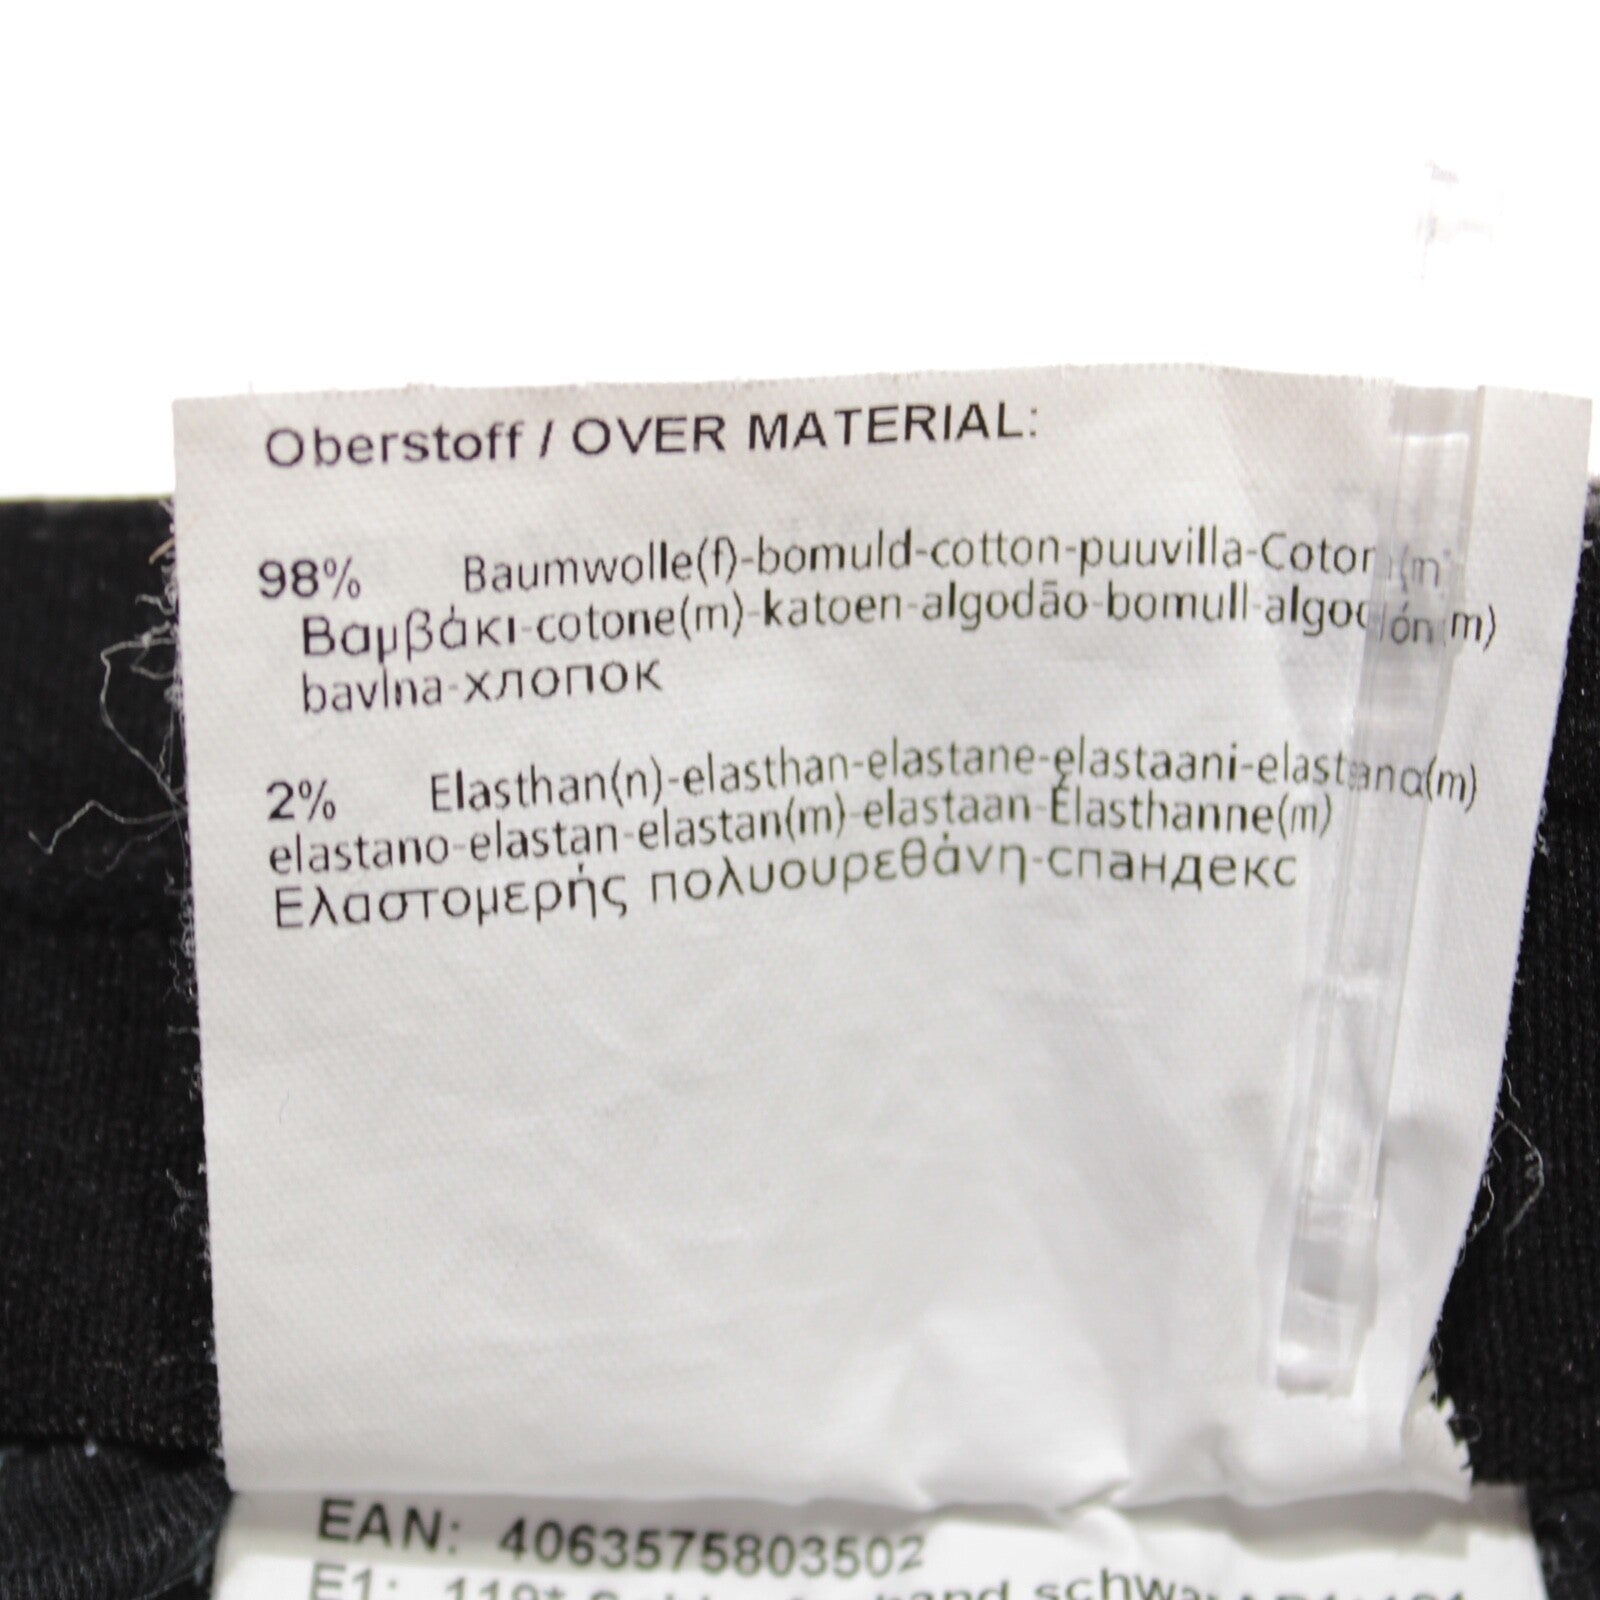 Oberstoff / OVER MATERIAL:
98% Baumwolle(f)-bomuld-cotton-puuvilla-Coton(m)
Βαμβάκι-cotone(m)-katoen-algodão-bomull-algodón(m)
bavlna-хлопок
2% Elasthan(n)-elasthan-elastane-elastaani-elastano(m)
elastano-elastan-elastan(m)-elastaan-Élasthanne(m)
Ελαστομερής πολυουρεθάνη-спандекс
EAN: 4063575803502
E1: